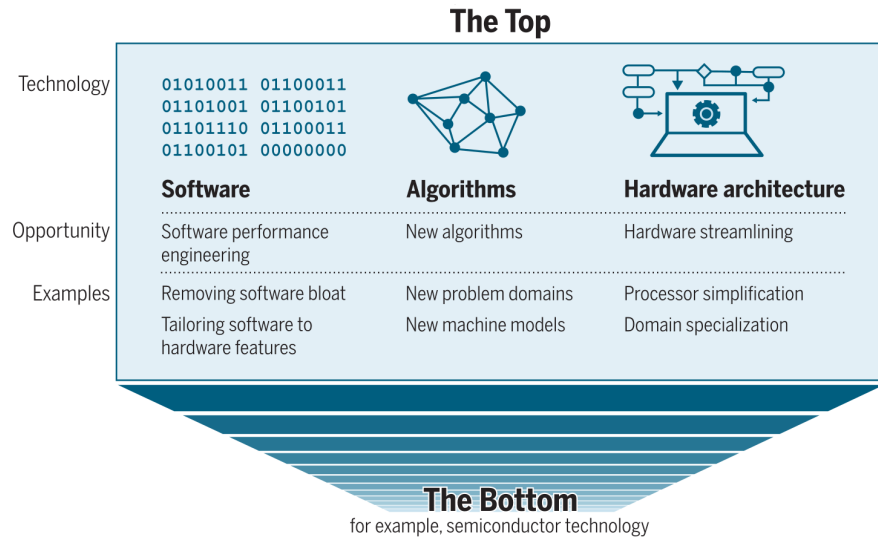 The Top
Technology
01010011 01100011
01101001 01100101
01101110 01100011
01100101 00000000
Software
Algorithms
Hardware architecture
Opportunity
Software performance
engineering
New algorithms
Hardware streamlining
Examples
Removing software bloat
New problem domains
Processor simplification
Tailoring software to
hardware features
New machine models
Domain specialization
The Bottom
for example, semiconductor technology